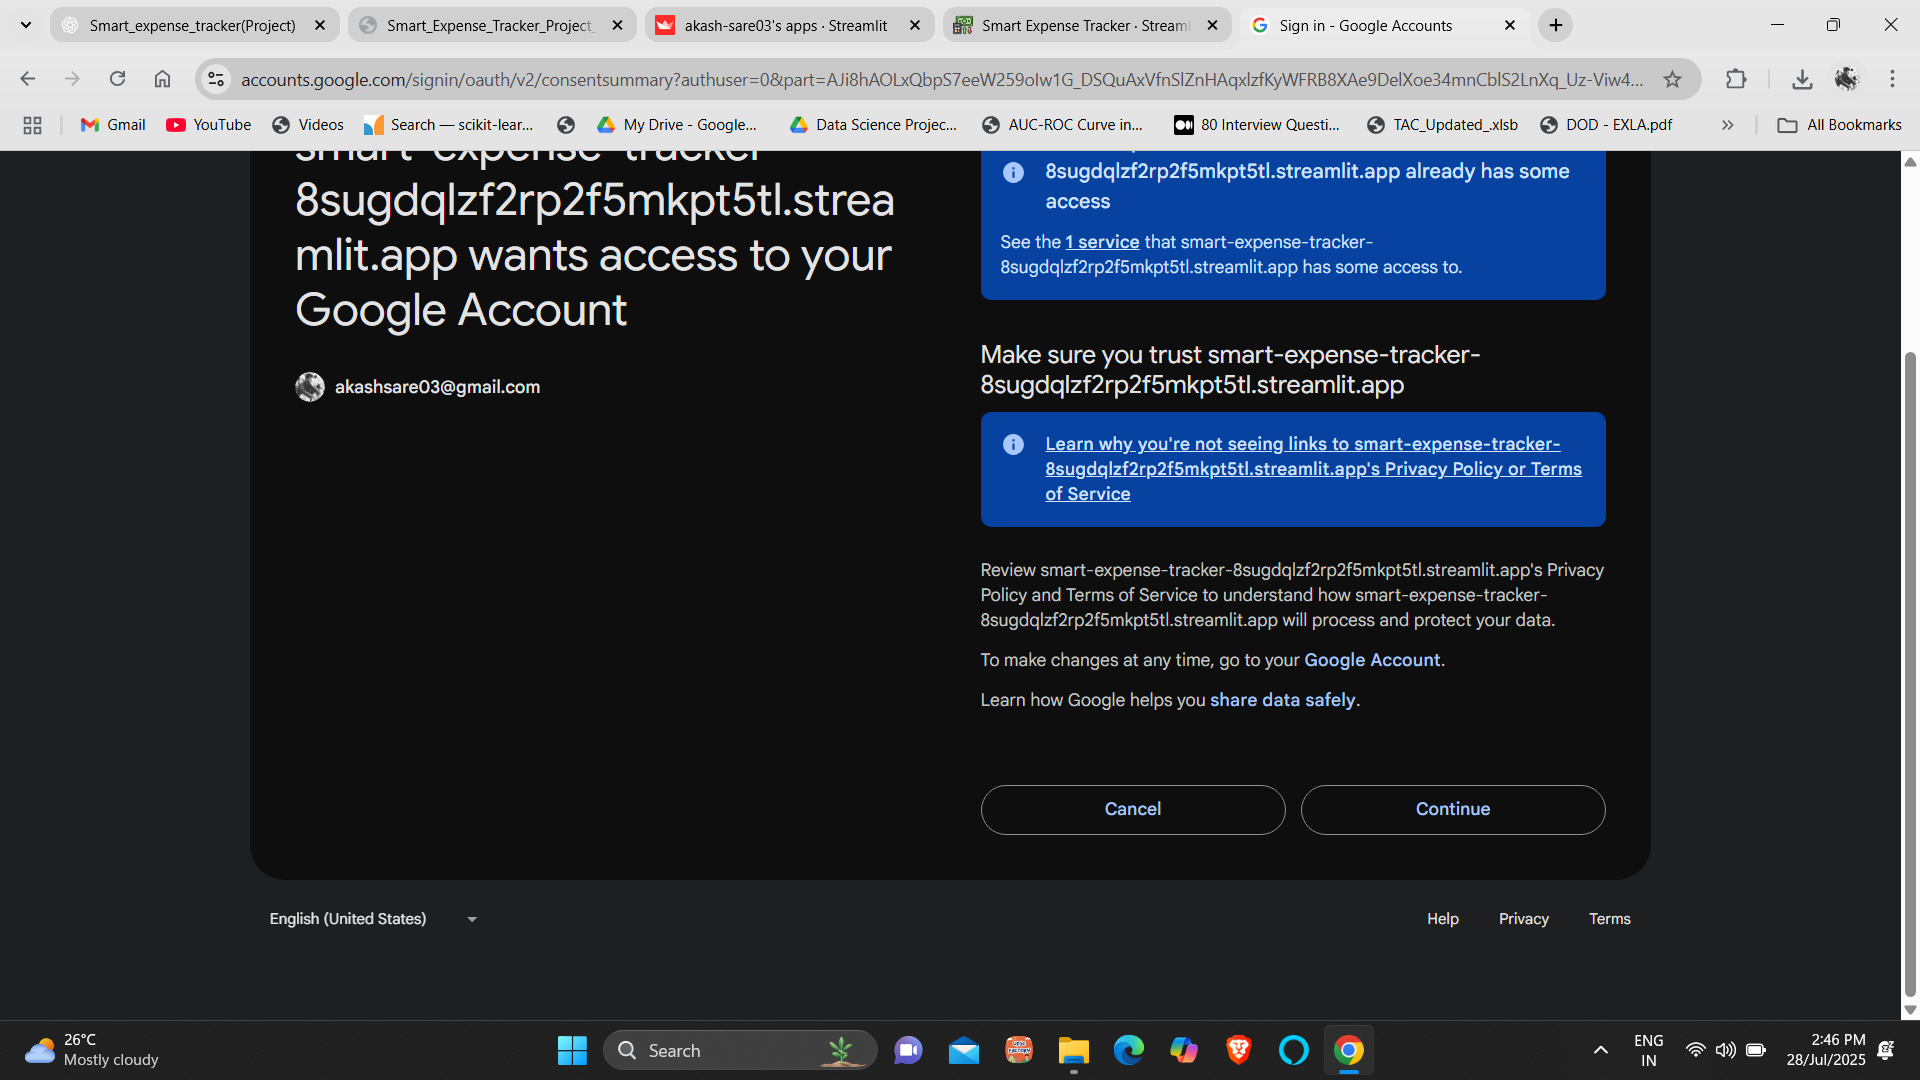 Smart_expense_tracker(Project)
Smart_Expense_Tracker_Project_
akash-sare03's apps · Streamlit
Smart Expense Tracker · Streaml
Sign in - Google Accounts
accounts.google.com/signin/oauth/v2/consentsummary?authuser=0&part=AJi8hAOLxQbpS7eeW259oIw1G_DSQuAxVfnSlZnHAqxlzfKyWFRB8XAe9DelXoe34mnCblS2LnXq_Uz-Viw4...
Gmail
YouTube
Videos
Search — scikit-lear...
My Drive - Google...
Data Science Projec...
AUC-ROC Curve in...
80 Interview Questi...
TAC_Updated_.xlsb
DOD - EXLA.pdf
All Bookmarks
smart-expense-tracker-
8sugdqlzf2rp2f5mkpt5tl.strea
mlit.app wants access to your
Google Account
akashsare03@gmail.com
8sugdqlzf2rp2f5mkpt5tl.streamlit.app already has some
access
See the 1 service that smart-expense-tracker-
8sugdqlzf2rp2f5mkpt5tl.streamlit.app has some access to.
Make sure you trust smart-expense-tracker-
8sugdqlzf2rp2f5mkpt5tl.streamlit.app
Learn why you're not seeing links to smart-expense-tracker-
8sugdqlzf2rp2f5mkpt5tl.streamlit.app's Privacy Policy or Terms
of Service
Review smart-expense-tracker-8sugdqlzf2rp2f5mkpt5tl.streamlit.app's Privacy
Policy and Terms of Service to understand how smart-expense-tracker-
8sugdqlzf2rp2f5mkpt5tl.streamlit.app will process and protect your data.
To make changes at any time, go to your Google Account.
Learn how Google helps you share data safely.
Cancel
Continue
English (United States)
Help
Privacy
Terms
26°C
Mostly cloudy
Search
ENG
IN
2:46 PM
28/Jul/2025